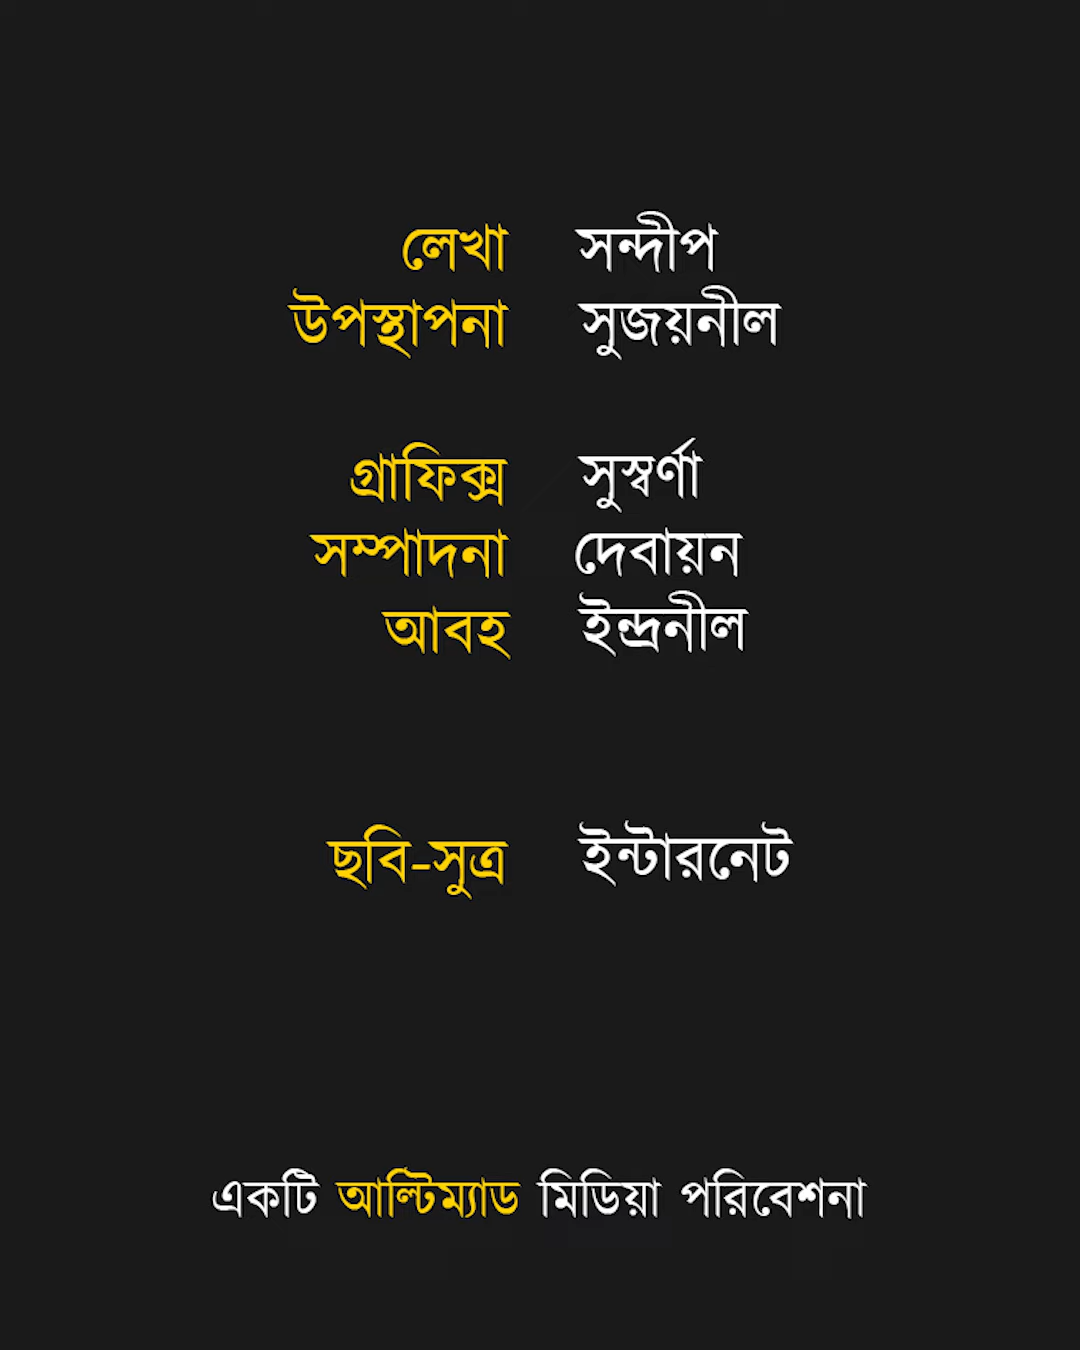 লেখা সন্দীপ
উপস্থাপনা সুজয়নীল
গ্রাফিক্স সুস্বর্ণা
সম্পাদনা দেবায়ন
আবহ ইন্দ্রনীল
ছবি-সুত্র ইন্টারনেট
একটি আল্টিম্যাড মিডিয়া পরিবেশনা